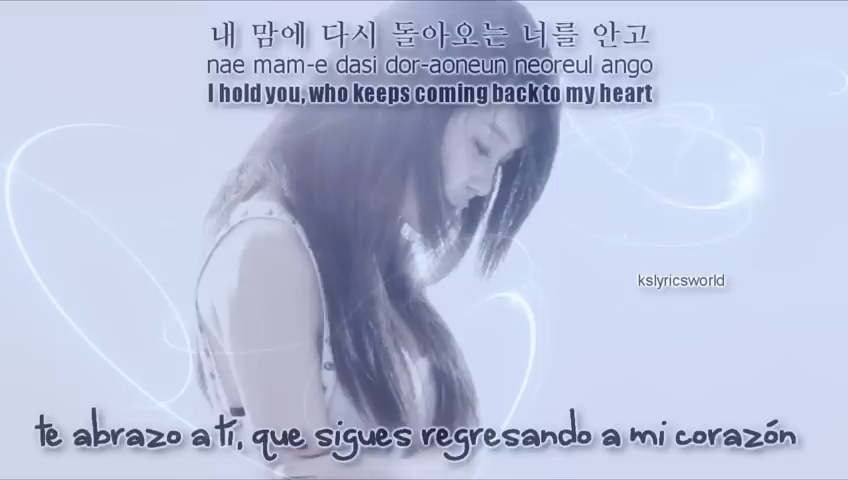 내 맘에 다시 돌아오는 너를 안고
nae mam-e dasi dor-aoneun neoreul ango
I hold you, who keeps coming back to my heart
kslyricsworld
te abrazo a tí, que sigues regresando a mi corazón